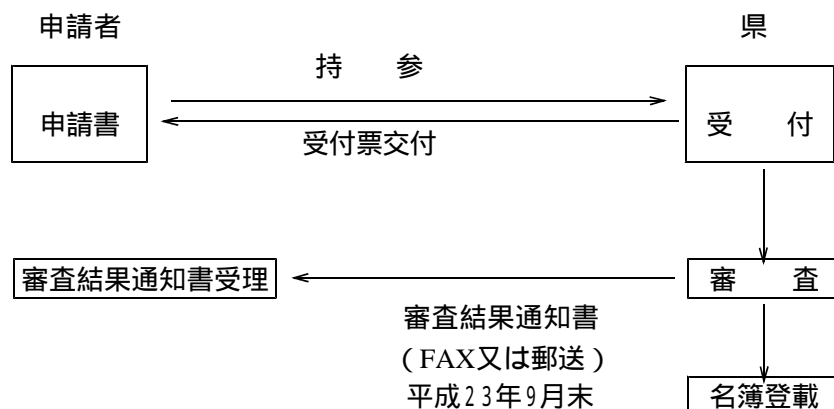 申請者 県
持 参
申請書 受 付
受付票交付
審査結果通知書受理 審 査
審査結果通知書
（FAX又は郵送）
平成23年9月末 名簿登載